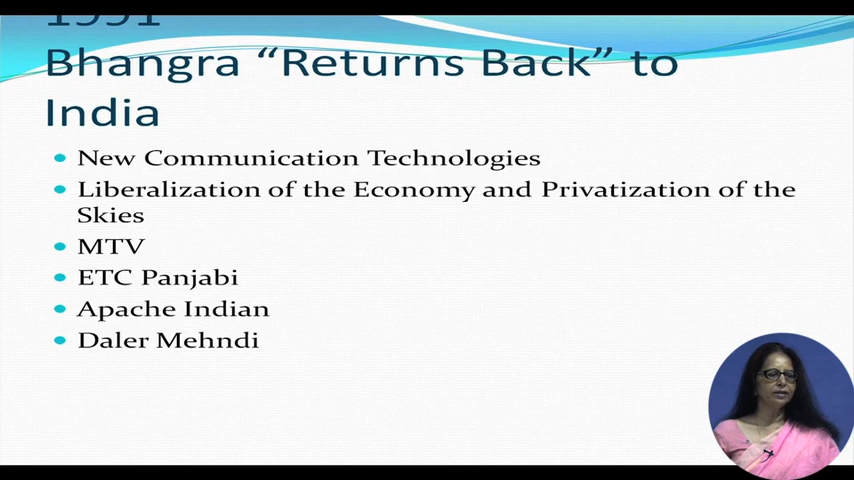 1991
Bhangra “Returns Back” to
India
New Communication Technologies
Liberalization of the Economy and Privatization of the
Skies
MTV
ETC Panjabi
Apache Indian
Daler Mehndi